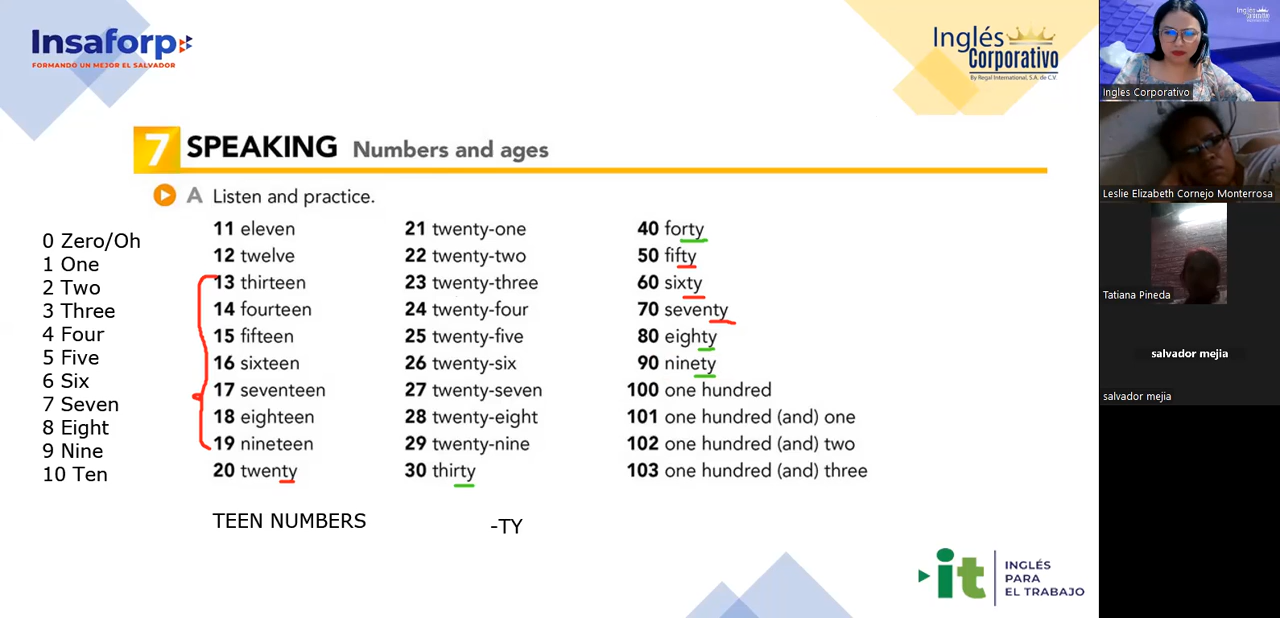 Insaforp
FORMANDO UN MEJOR EL SALVADOR
Inglés
Corporativo
By Regal International, S.A. de C.V.
7 SPEAKING Numbers and ages
A Listen and practice.
0 Zero/Oh
1 One
2 Two
3 Three
4 Four
5 Five
6 Six
7 Seven
8 Eight
9 Nine
10 Ten
11 eleven
12 twelve
13 thirteen
14 fourteen
15 fifteen
16 sixteen
17 seventeen
18 eighteen
19 nineteen
20 twenty
21 twenty-one
22 twenty-two
23 twenty-three
24 twenty-four
25 twenty-five
26 twenty-six
27 twenty-seven
28 twenty-eight
29 twenty-nine
30 thirty
40 forty
50 fifty
60 sixty
70 seventy
80 eighty
90 ninety
100 one hundred
101 one hundred (and) one
102 one hundred (and) two
103 one hundred (and) three
TEEN NUMBERS
-TY
it
INGLÉS
PARA
EL TRABAJO
Inglés
Ingles Corporativo
Leslie Elizabeth Cornejo Monterrosa
Tatiana Pineda
salvador mejia
salvador mejia